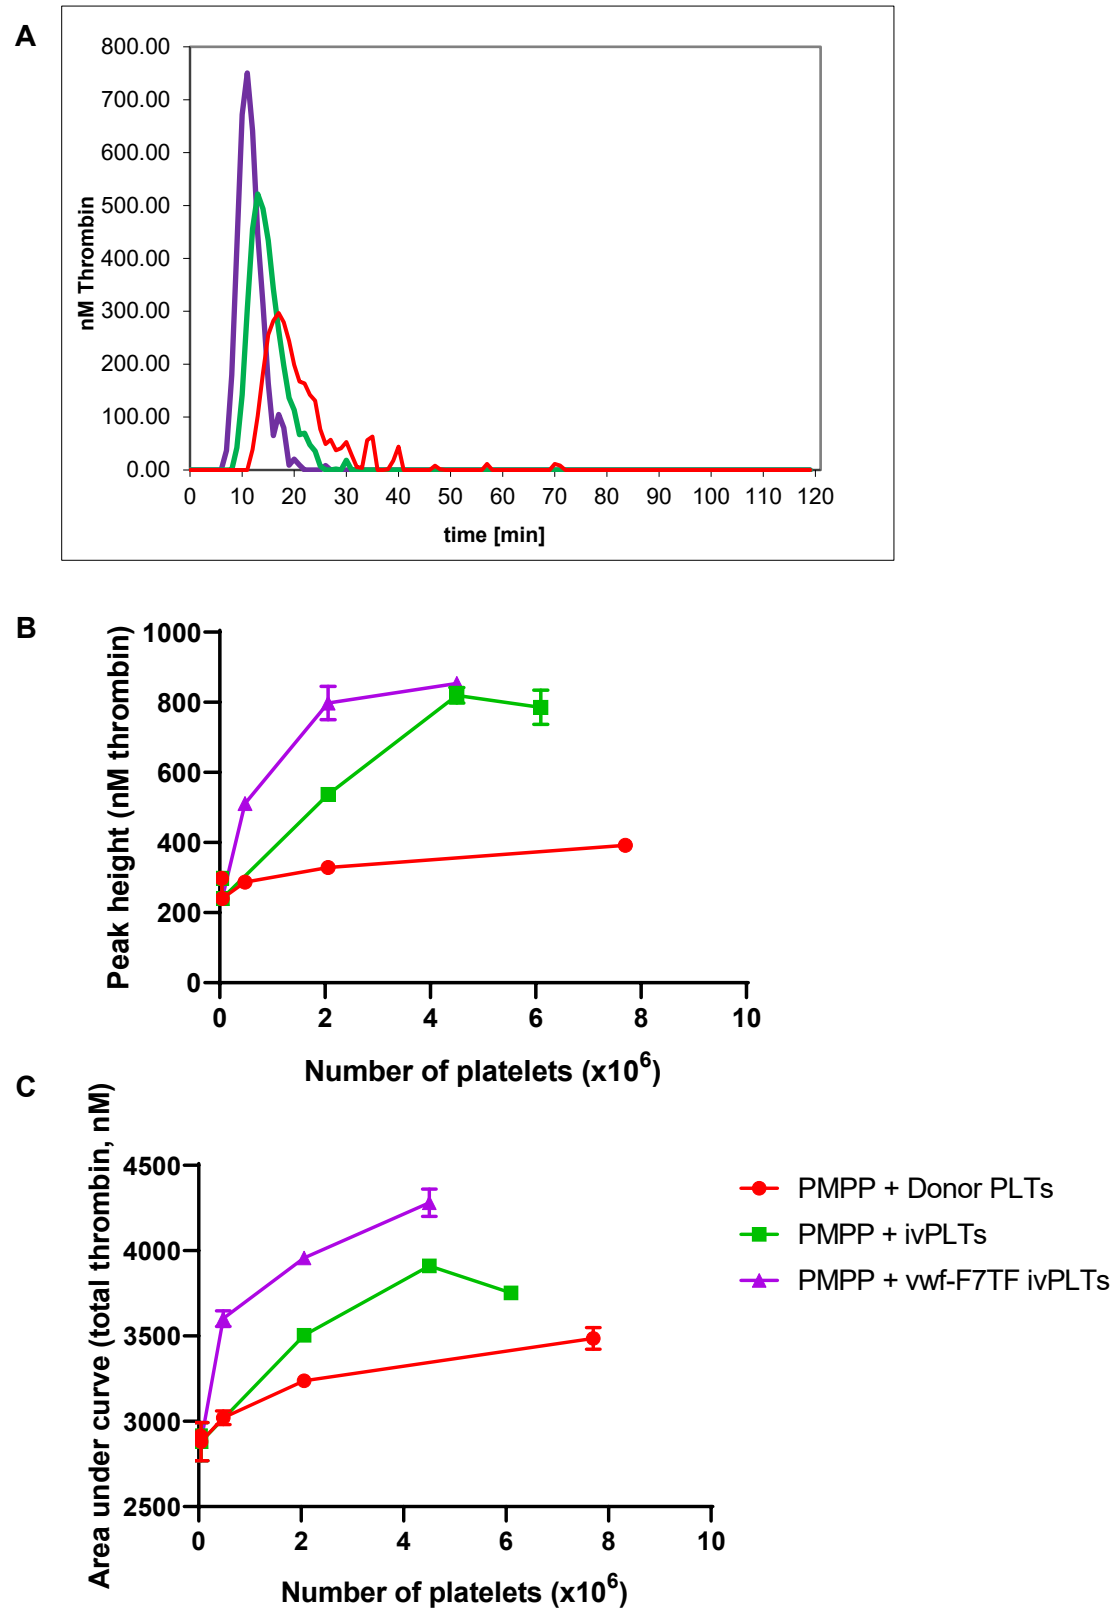 A
nM Thrombin
800.00
700.00
600.00
500.00
400.00
300.00
200.00
100.00
0.00
0 10 20 30 40 50 60 70 80 90 100 110 120
time [min]
B
Peak height (nM thrombin)
1000
800
600
400
200
0
0 2 4 6 8 10
Number of platelets (x10⁶)
C
Area under curve (total thrombin, nM)
4500
4000
3500
3000
2500
0 2 4 6 8 10
Number of platelets (x10⁶)
PMPP + Donor PLTs
PMPP + ivPLTs
PMPP + vwf-F7TF ivPLTs